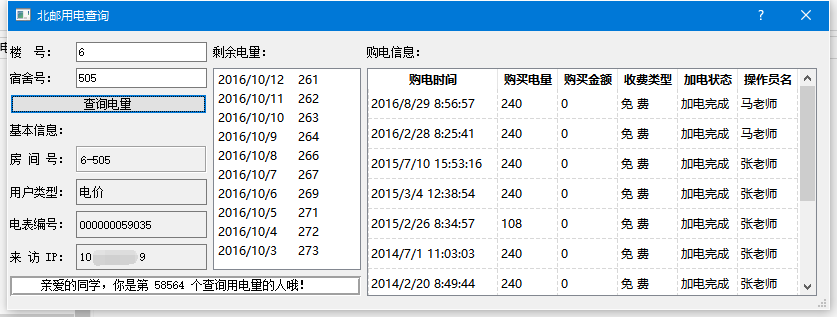 北邮用电查询
楼 号: 6
宿舍号: 505
查询电量
基本信息:
房 间 号: 6-505
用户类型: 电价
电表编号: 000000059035
来 访 IP: 10 9
亲爱的同学，你是第 58564 个查询用电量的人哦!
剩余电量:
2016/10/12 261
2016/10/11 262
2016/10/10 263
2016/10/9 264
2016/10/8 266
2016/10/7 267
2016/10/6 269
2016/10/5 271
2016/10/4 272
2016/10/3 273
购电信息:
购电时间 购买电量 购买金额 收费类型 加电状态 操作员名
2016/8/29 8:56:57 240 0 免 费 加电完成 马老师
2016/2/28 8:25:41 240 0 免 费 加电完成 马老师
2015/7/10 15:53:16 240 0 免 费 加电完成 张老师
2015/3/4 12:38:54 240 0 免 费 加电完成 张老师
2015/2/26 8:34:57 108 0 免 费 加电完成 张老师
2014/7/1 11:03:03 240 0 免 费 加电完成 张老师
2014/2/20 8:49:44 240 0 免 费 加电完成 张老师